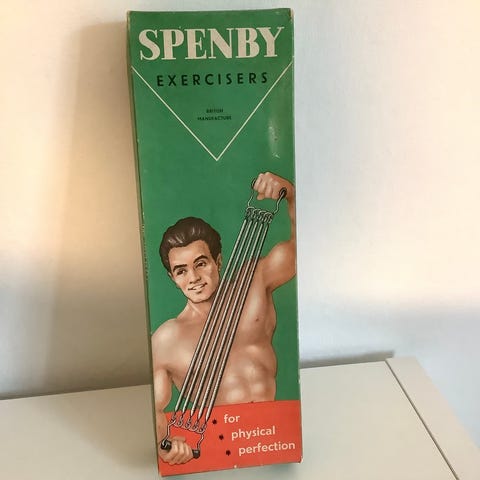 SPENBY
EXERCISERS
BRITISH
MANUFACTURE
for
physical
perfection